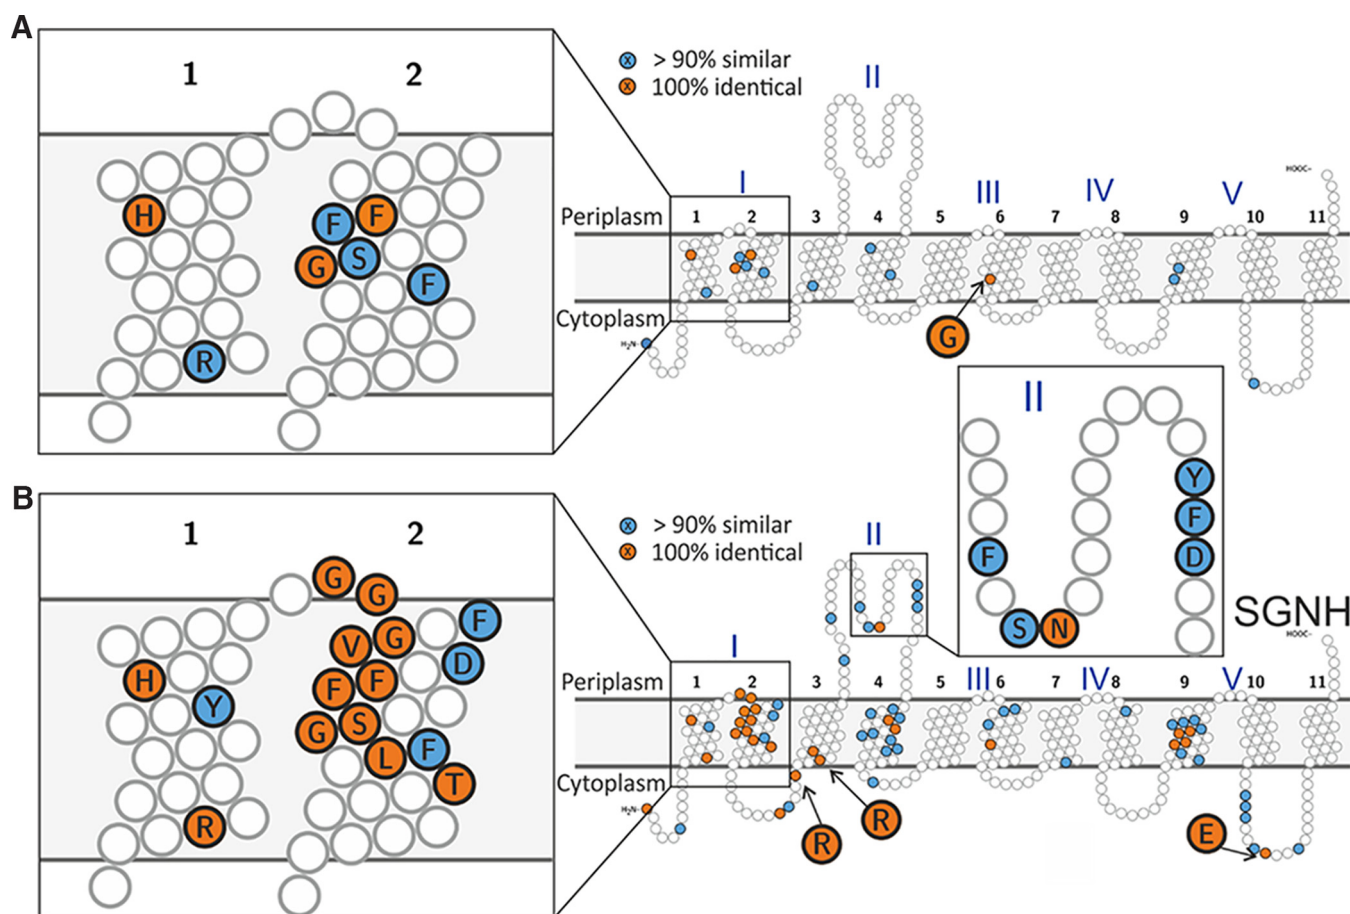 A
1 2
H
F F
G S
F
R
> 90% similar
100% identical
I II III IV V
Periplasm
1 2 3 4 5 6 7 8 9 10 11
Cytoplasm
H₂N-
HOOC-
G
B
1 2
G
G
F
V G
D
H
F F
Y
G S
L F
T
R
> 90% similar
100% identical
II
F
S N
Y
F
D
SGNH
HOOC-
I II III IV V
Periplasm
1 2 3 4 5 6 7 8 9 10 11
Cytoplasm
H₂N-
R
R
E